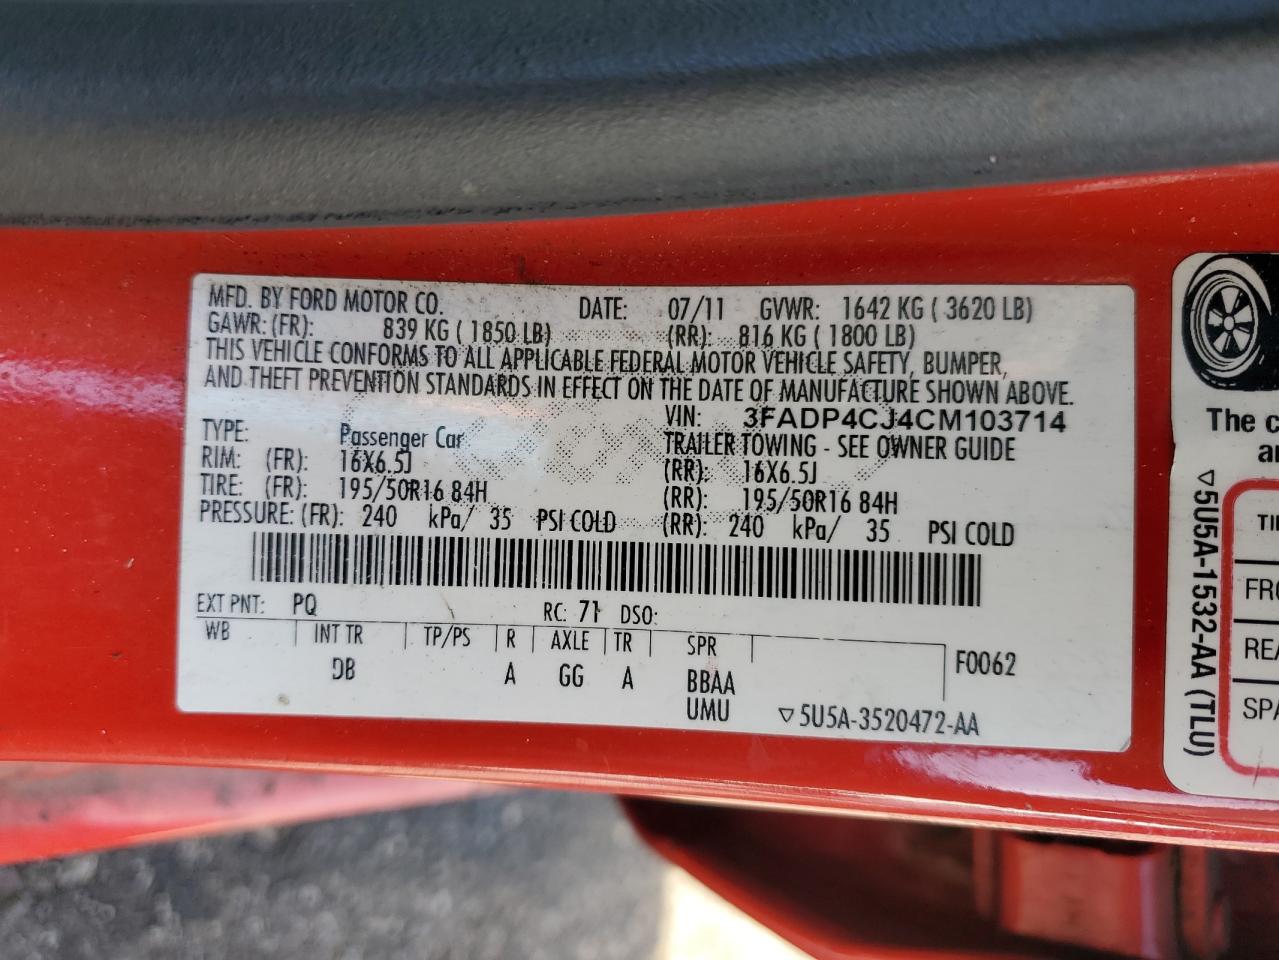 MFD. BY FORD MOTOR CO. DATE: 07/11 GVWR: 1642 KG ( 3620 LB)
GAWR: (FR): 839 KG ( 1850 LB) (RR): 816 KG ( 1800 LB)
THIS VEHICLE CONFORMS TO ALL APPLICABLE FEDERAL MOTOR VEHICLE SAFETY, BUMPER,
AND THEFT PREVENTION STANDARDS IN EFFECT ON THE DATE OF MANUFACTURE SHOWN ABOVE.
VIN: 3FADP4CJ4CM103714
TYPE: Passenger Car TRAILER TOWING - SEE OWNER GUIDE
RIM: (FR): 16X6.5J (RR): 16X6.5J
TIRE: (FR): 195/50R16 84H (RR): 195/50R16 84H
PRESSURE: (FR): 240 kPa/ 35 PSI COLD (RR): 240 kPa/ 35 PSI COLD
EXT PNT: PQ RC: 71 DSO:
WB INT TR TP/PS R AXLE TR SPR
DB A GG A BBAA F0062
UMU ▽5U5A-3520472-AA
The c
an
▽5U5A-1532-AA (TLU)
TI
FRO
REA
SPA